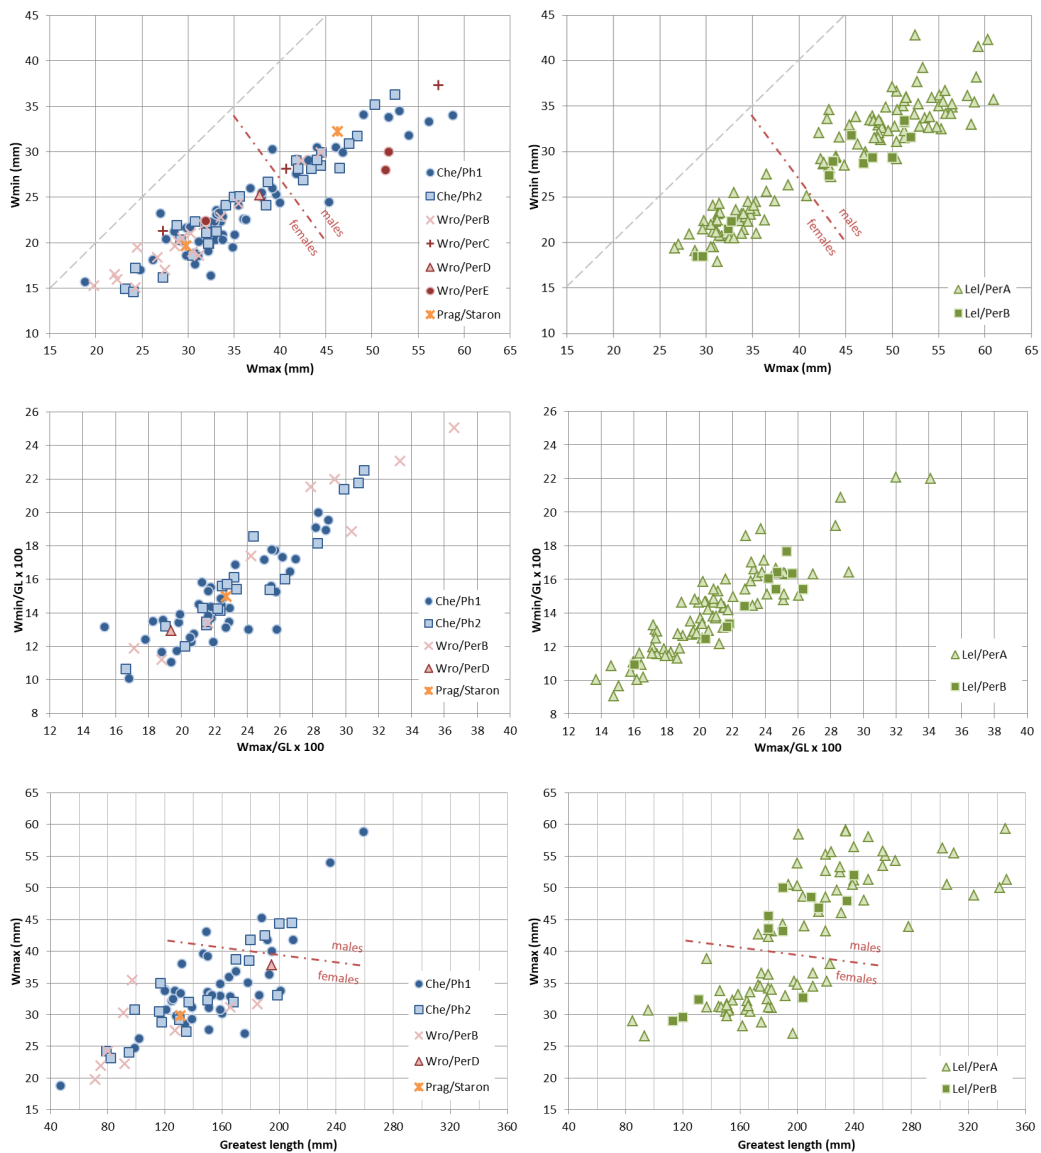 45
40
35
30
25
20
15
10
Wmin (mm)
15 20 25 30 35 40 45 50 55 60 65
Wmax (mm)
males
females
Che/Ph1
Che/Ph2
Wro/PerB
Wro/PerC
Wro/PerD
Wro/PerE
Prag/Staron
45
40
35
30
25
20
15
10
Wmin (mm)
15 20 25 30 35 40 45 50 55 60 65
Wmax (mm)
males
females
Lel/PerA
Lel/PerB
26
24
22
20
18
16
14
12
10
8
Wmin/GL x 100
12 14 16 18 20 22 24 26 28 30 32 34 36 38 40
Wmax/GL x 100
Che/Ph1
Che/Ph2
Wro/PerB
Wro/PerD
Prag/Staron
26
24
22
20
18
16
14
12
10
8
Wmin/GL x 100
12 14 16 18 20 22 24 26 28 30 32 34 36 38 40
Wmax/GL x 100
Lel/PerA
Lel/PerB
65
60
55
50
45
40
35
30
25
20
15
Wmax (mm)
40 80 120 160 200 240 280 320 360
Greatest length (mm)
males
females
Che/Ph1
Che/Ph2
Wro/PerB
Wro/PerD
Prag/Staron
65
60
55
50
45
40
35
30
25
20
15
Wmax (mm)
40 80 120 160 200 240 280 320 360
Greatest length (mm)
males
females
Lel/PerA
Lel/PerB